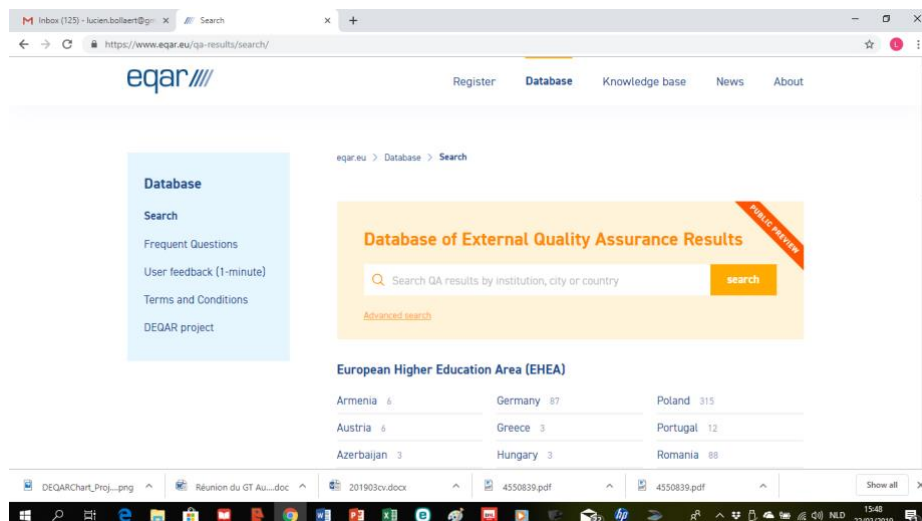 Inbox (125) - lucien.bollaert@gm
Search
https://www.eqar.eu/qa-results/search/
eqar////
Register Database Knowledge base News About
eqar.eu > Database > Search
Database
Search
Frequent Questions
User feedback (1-minute)
Terms and Conditions
DEQAR project
PUBLIC PREVIEW
Database of External Quality Assurance Results
Search QA results by institution, city or country
search
Advanced search
European Higher Education Area (EHEA)
Armenia 6 Germany 87 Poland 315
Austria 6 Greece 3 Portugal 12
Azerbaijan 3 Hungary 3 Romania 88
DEQARChart_Proj....png Réunion du GT Au....doc 201903cv.docx 4550839.pdf 4550839.pdf Show all
NLD 15:48
22/03/2019